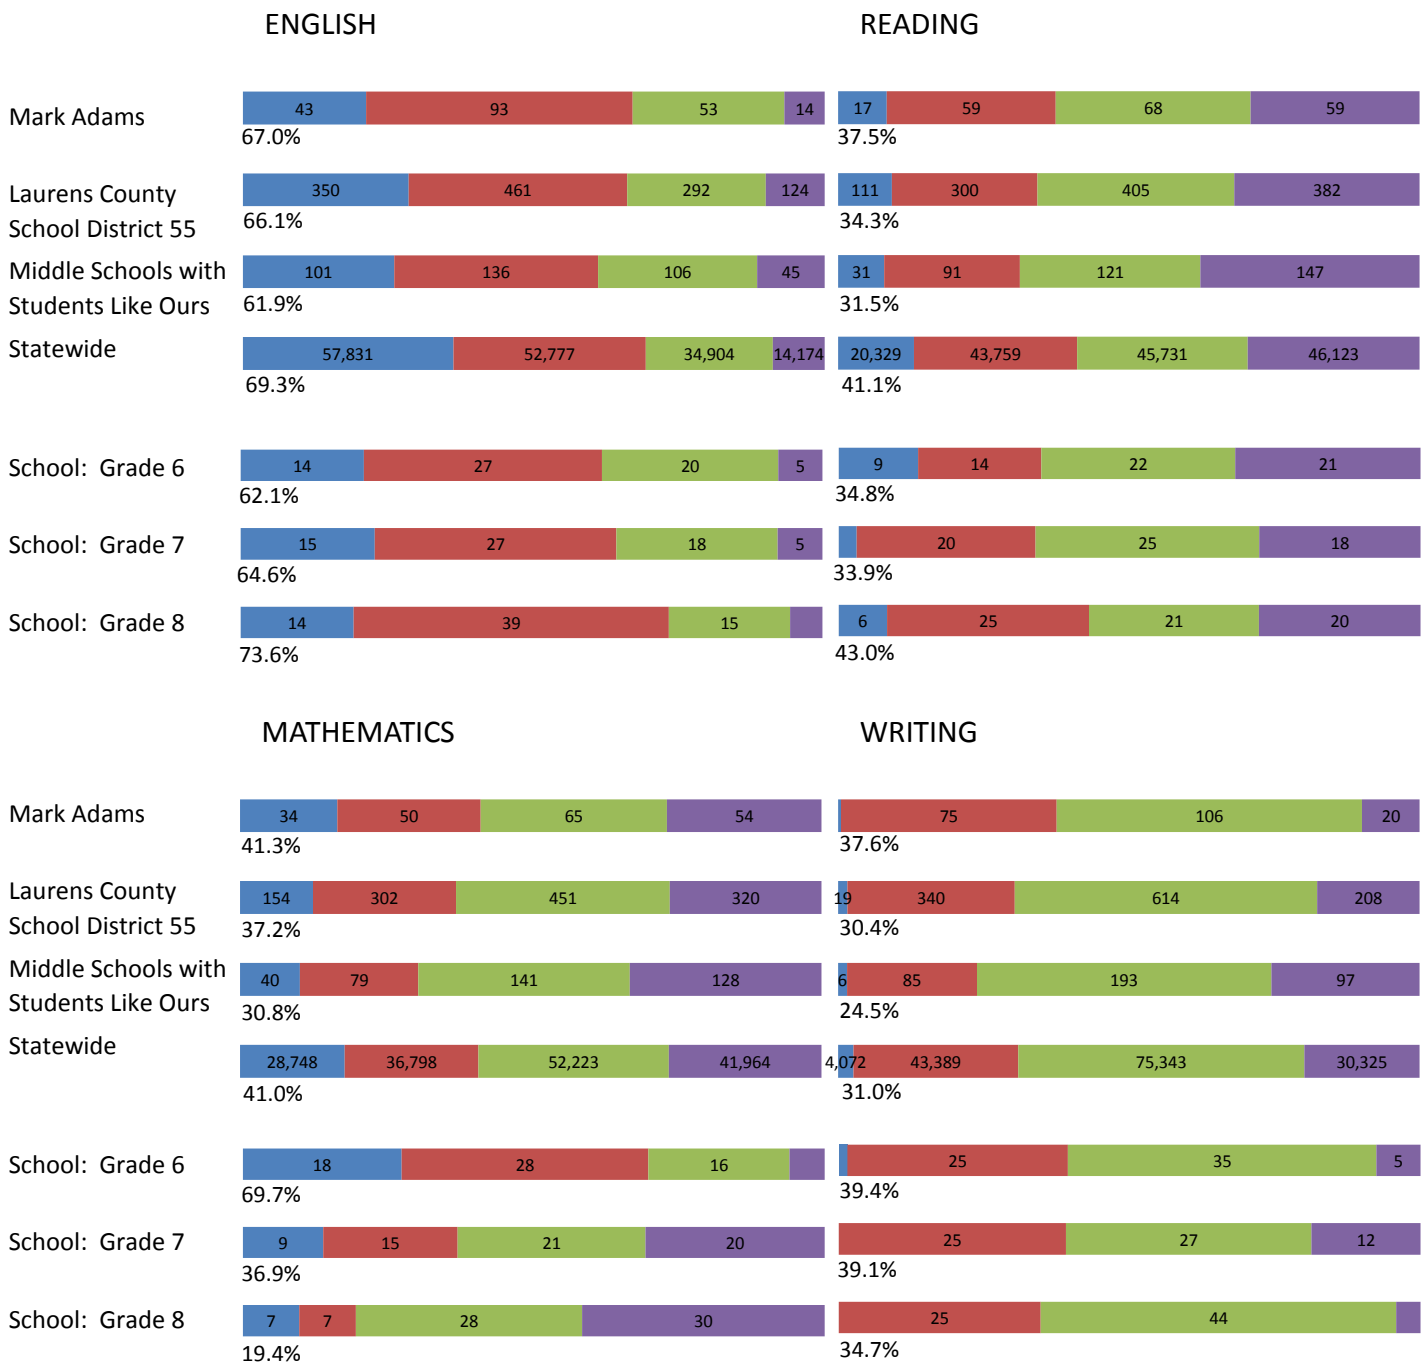 ENGLISH READING
Mark Adams 43 93 53 14 17 59 68 59
67.0% 37.5%
Laurens County 350 461 292 124 111 300 405 382
School District 55 66.1% 34.3%
Middle Schools with 101 136 106 45 31 91 121 147
Students Like Ours 61.9% 31.5%
Statewide 57,831 52,777 34,904 14,174 20,329 43,759 45,731 46,123
69.3% 41.1%
School: Grade 6 14 27 20 5 9 14 22 21
62.1% 34.8%
School: Grade 7 15 27 18 5 20 25 18
64.6% 33.9%
School: Grade 8 14 39 15 6 25 21 20
73.6% 43.0%
MATHEMATICS WRITING
Mark Adams 34 50 65 54 75 106 20
41.3% 37.6%
Laurens County 154 302 451 320 19 340 614 208
School District 55 37.2% 30.4%
Middle Schools with 40 79 141 128 6 85 193 97
Students Like Ours 30.8% 24.5%
Statewide 28,748 36,798 52,223 41,964 4,072 43,389 75,343 30,325
41.0% 31.0%
School: Grade 6 18 28 16 25 35 5
69.7% 39.4%
School: Grade 7 9 15 21 20 25 27 12
36.9% 39.1%
School: Grade 8 7 7 28 30 25 44
19.4% 34.7%